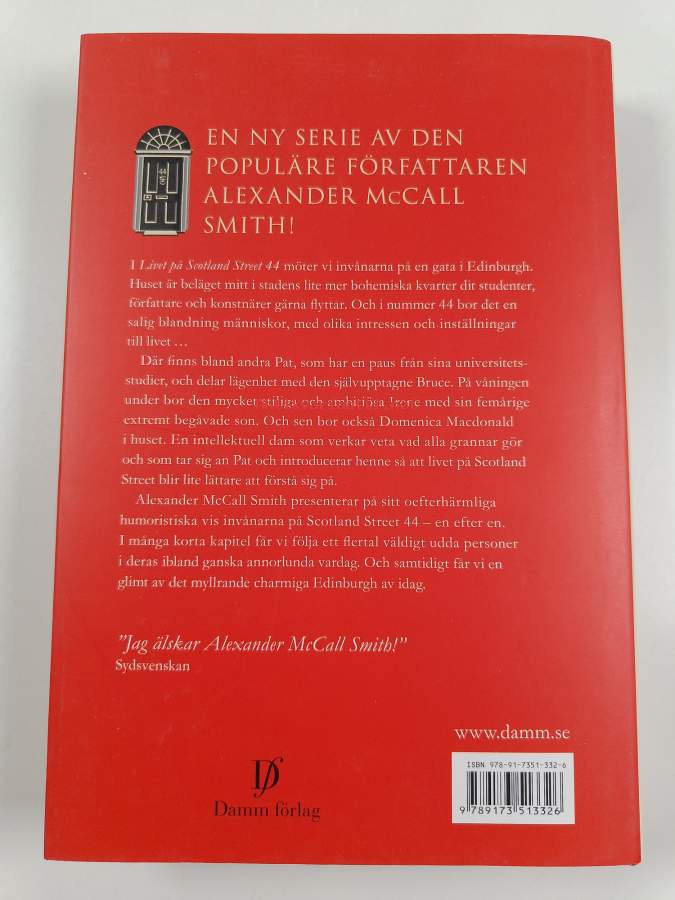 EN NY SERIE AV DEN
POPULÄRE FÖRFATTAREN
ALEXANDER McCALL
SMITH!
44
I Livet på Scotland Street 44 möter vi invånarna på en gata i Edinburgh.
Huset är beläget mitt i stadens lite mer bohemiska kvarter dit studenter,
författare och konstnärer gärna flyttar. Och i nummer 44 bor det en
salig blandning människor, med olika intressen och inställningar
till livet …
Där finns bland andra Pat, som har en paus från sina universitets-
studier, och delar lägenhet med den självupptagne Bruce. På våningen
under bor den mycket stiliga och ambitiösa Irene med sin femårige
extremt begåvade son. Och sen bor också Domenica Macdonald
i huset. En intellektuell dam som verkar veta vad alla grannar gör
och som tar sig an Pat och introducerar henne så att livet på Scotland
Street blir lite lättare att förstå sig på.
Alexander McCall Smith presenterar på sitt oefterhärmliga
humoristiska vis invånarna på Scotland Street 44 – en efter en.
I många korta kapitel får vi följa ett flertal väldigt udda personer
i deras ibland ganska annorlunda vardag. Och samtidigt får vi en
glimt av det myllrande charmiga Edinburgh av idag.
"Jag älskar Alexander McCall Smith!"
Sydsvenskan
www.damm.se
ISBN 978-91-7351-332-6
9 789173 513326
Df
Damm förlag